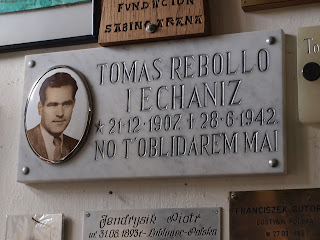 FUNDACION
SABINO ARANA
TOMAS REBOLLO
I ECHANIZ
* 21·12·1907. † 28·6·1942.
NO T'OBLIDAREM MAI
Jendrysik Piotr
ur. 31.08.1893r.-Lubliniec-Polska
FRANCISZEK